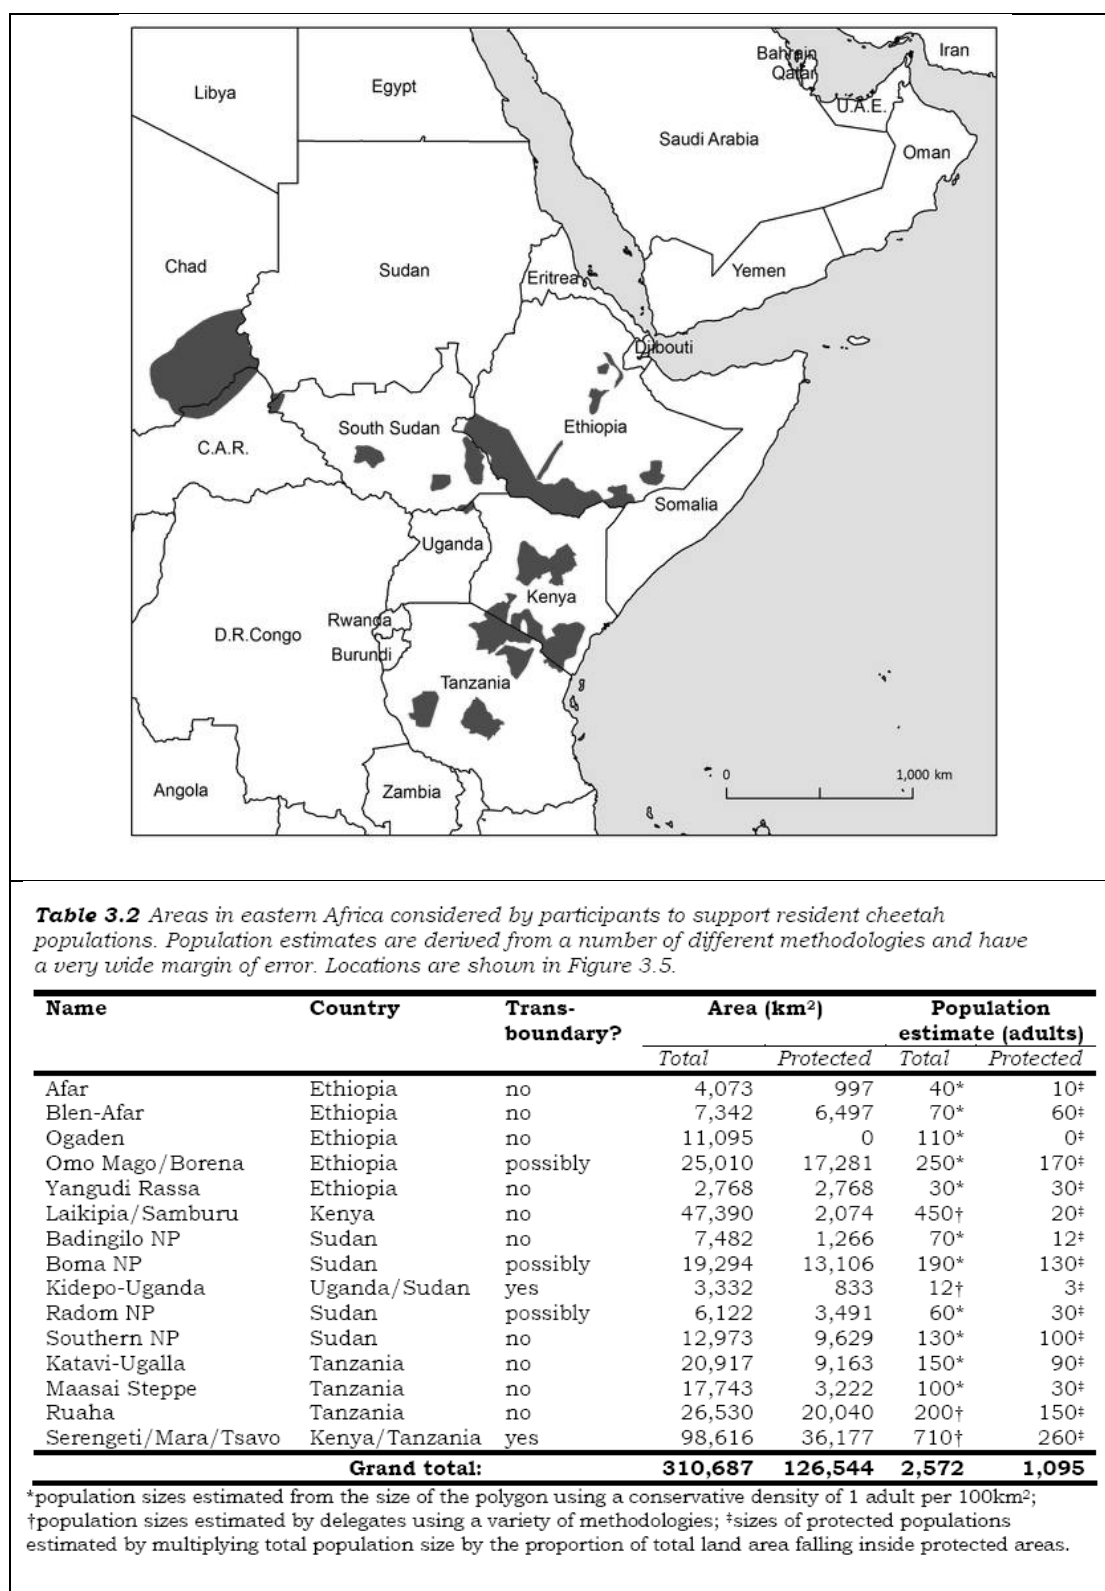 Iran
Bahrain
Qatar
Egypt
Libya
U.A.E.
Saudi Arabia
Oman
Chad
Sudan
Eritrea
Yemen
Djibouti
South Sudan
Ethiopia
C.A.R.
Somalia
Uganda
Kenya
Rwanda
D.R.Congo
Burundi
Tanzania
0 1,000 km
Angola
Zambia
Table 3.2 Areas in eastern Africa considered by participants to support resident cheetah
populations. Population estimates are derived from a number of different methodologies and have
a very wide margin of error. Locations are shown in Figure 3.5.
Name Country Trans- Area (km²) Population
boundary? estimate (adults)
Total Protected Total Protected
Afar Ethiopia no 4,073 997 40* 10‡
Blen-Afar Ethiopia no 7,342 6,497 70* 60‡
Ogaden Ethiopia no 11,095 0 110* 0‡
Omo Mago/Borena Ethiopia possibly 25,010 17,281 250* 170‡
Yangudi Rassa Ethiopia no 2,768 2,768 30* 30‡
Laikipia/Samburu Kenya no 47,390 2,074 450† 20‡
Badingilo NP Sudan no 7,482 1,266 70* 12‡
Boma NP Sudan possibly 19,294 13,106 190* 130‡
Kidepo-Uganda Uganda/Sudan yes 3,332 833 12† 3‡
Radom NP Sudan possibly 6,122 3,491 60* 30‡
Southern NP Sudan no 12,973 9,629 130* 100‡
Katavi-Ugalla Tanzania no 20,917 9,163 150* 90‡
Maasai Steppe Tanzania no 17,743 3,222 100* 30‡
Ruaha Tanzania no 26,530 20,040 200† 150‡
Serengeti/Mara/Tsavo Kenya/Tanzania yes 98,616 36,177 710† 260‡
Grand total: 310,687 126,544 2,572 1,095
*population sizes estimated from the size of the polygon using a conservative density of 1 adult per 100km²;
†population sizes estimated by delegates using a variety of methodologies; ‡sizes of protected populations
estimated by multiplying total population size by the proportion of total land area falling inside protected areas.